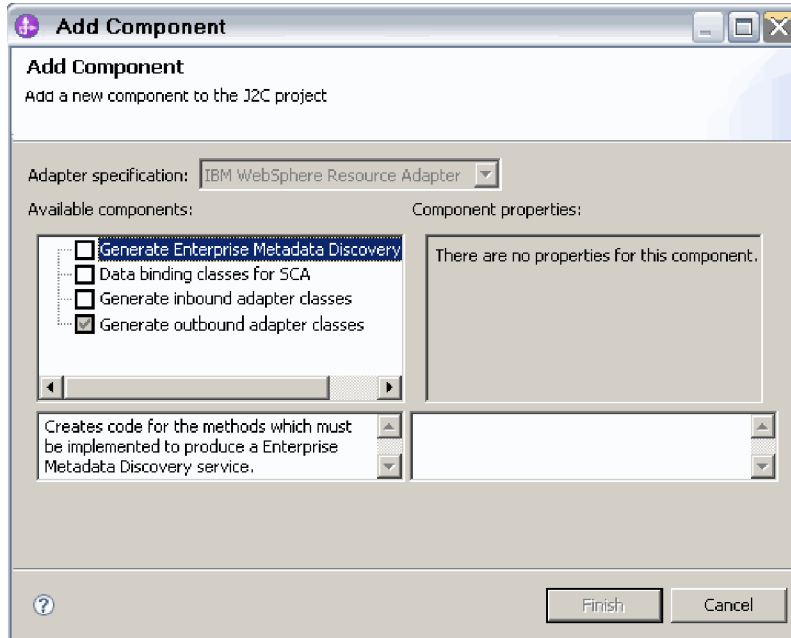 Add Component
Add Component
Add a new component to the J2C project
Adapter specification: IBM WebSphere Resource Adapter
Available components:
Component properties:
Generate Enterprise Metadata Discovery
Data binding classes for SCA
Generate inbound adapter classes
Generate outbound adapter classes
There are no properties for this component.
Creates code for the methods which must
be implemented to produce a Enterprise
Metadata Discovery service.
Finish
Cancel